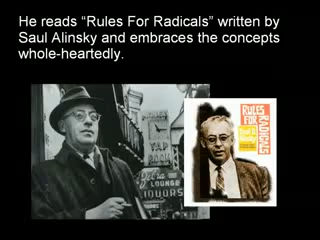 He reads “Rules For Radicals” written by
Saul Alinsky and embraces the concepts
whole-heartedly.
TAP
ROOM
LOUNGE
LIQUORS
RULES
FOR
RADICALS
Saul D. Alinsky